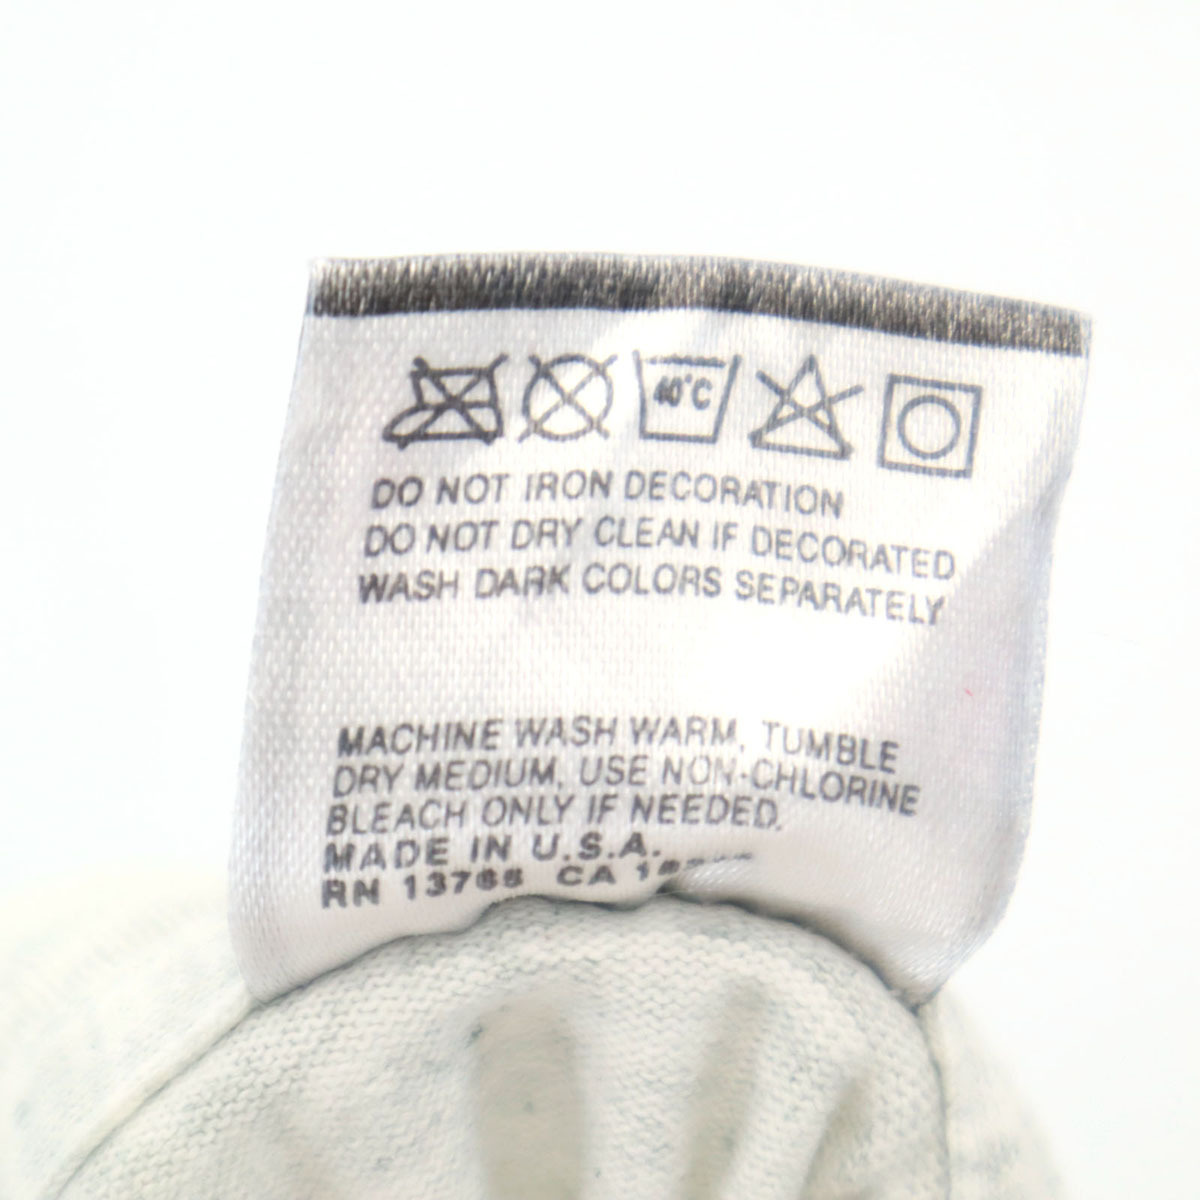 40°C
DO NOT IRON DECORATION
DO NOT DRY CLEAN IF DECORATED
WASH DARK COLORS SEPARATELY
MACHINE WASH WARM, TUMBLE
DRY MEDIUM, USE NON-CHLORINE
BLEACH ONLY IF NEEDED.
MADE IN U.S.A.
RN 13765 CA